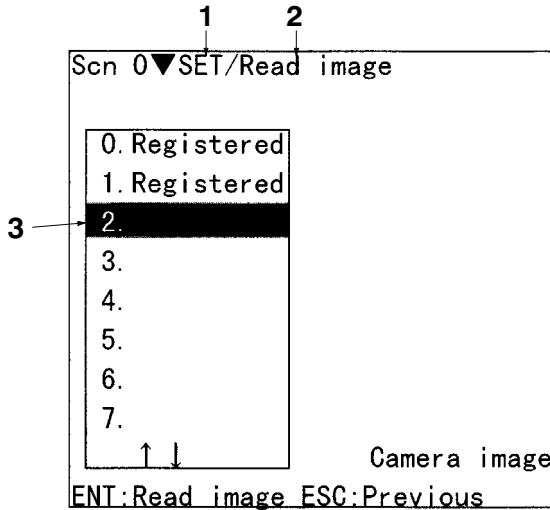 1 2
Scn 0▼SET/Read image
0.Registered
1.Registered
3
2.
3.
4.
5.
6.
7.
↑ ↓
Camera image
ENT:Read image ESC:Previous